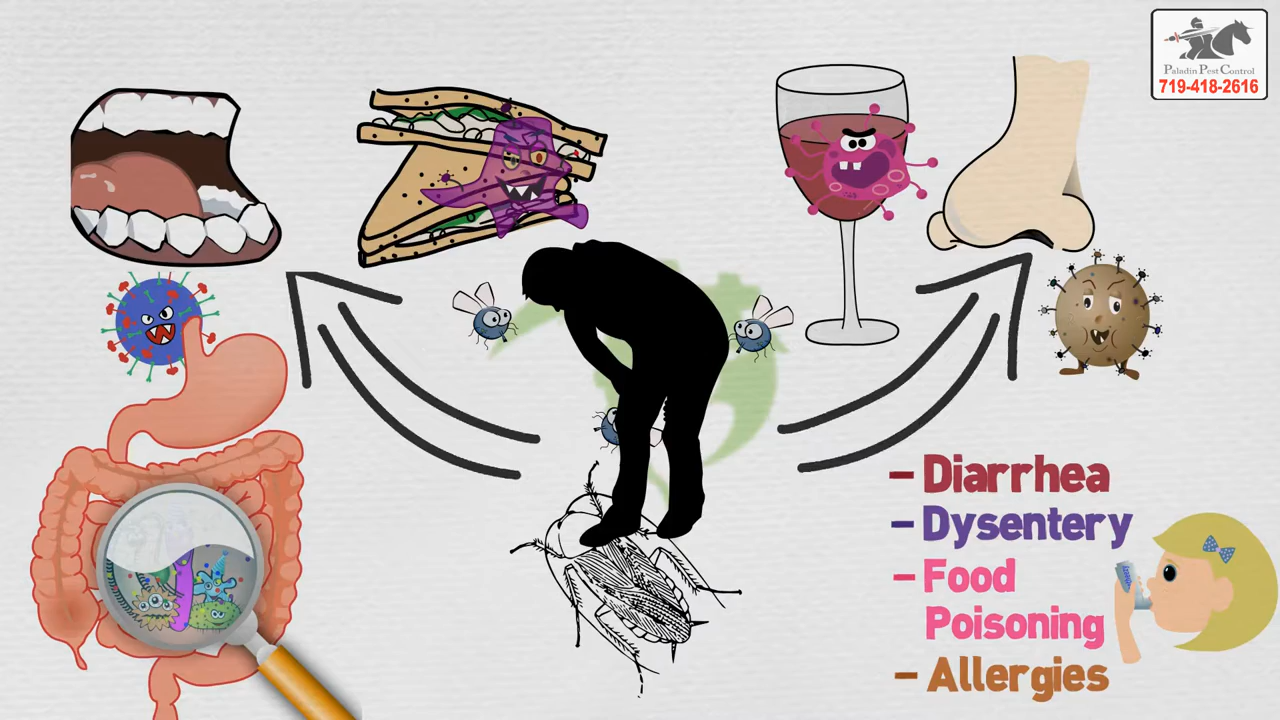 Paladin Pest Control
719-418-2616
- Diarrhea
- Dysentery
- Food
Poisoning
- Allergies